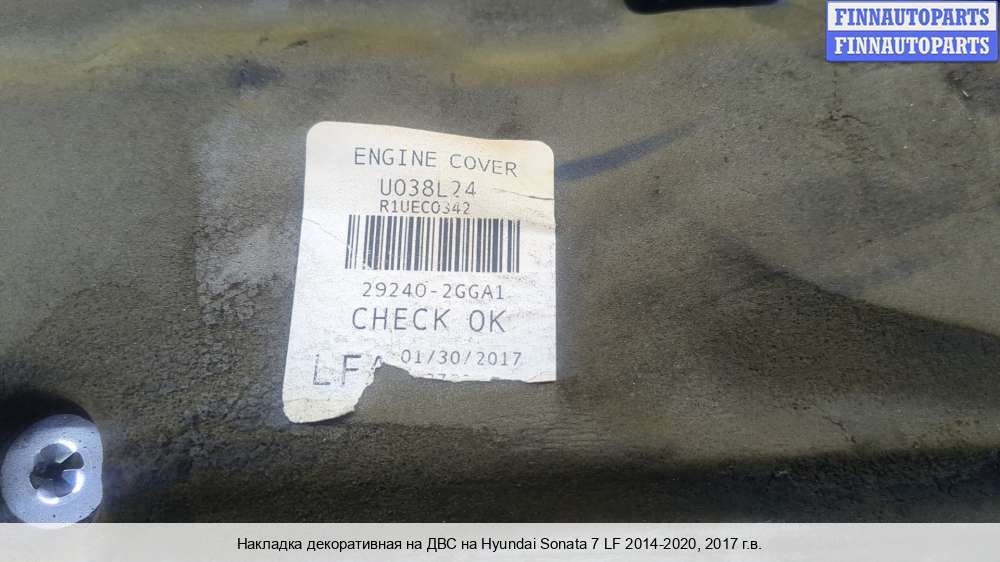 FINNAUTOPARTS
FINNAUTOPARTS
ENGINE COVER
U038L24
R1UEC0342
29240-2GGA1
CHECK OK
01/30/2017
Накладка декоративная на ДВС на Hyundai Sonata 7 LF 2014-2020, 2017 г.в.